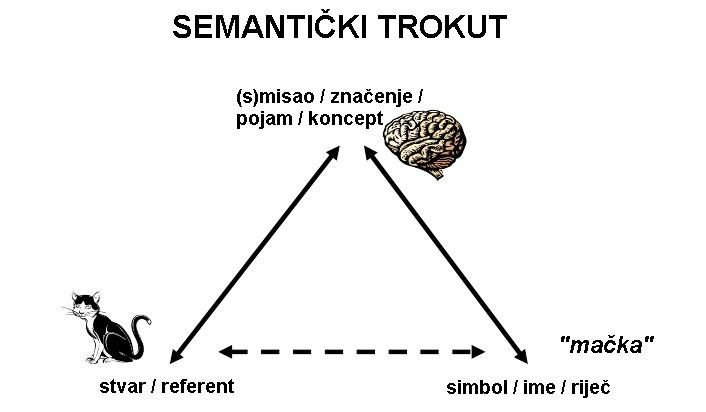 SEMANTIČKI TROKUT
(s)misao / značenje /
pojam / koncept
"mačka"
stvar / referent
simbol / ime / riječ